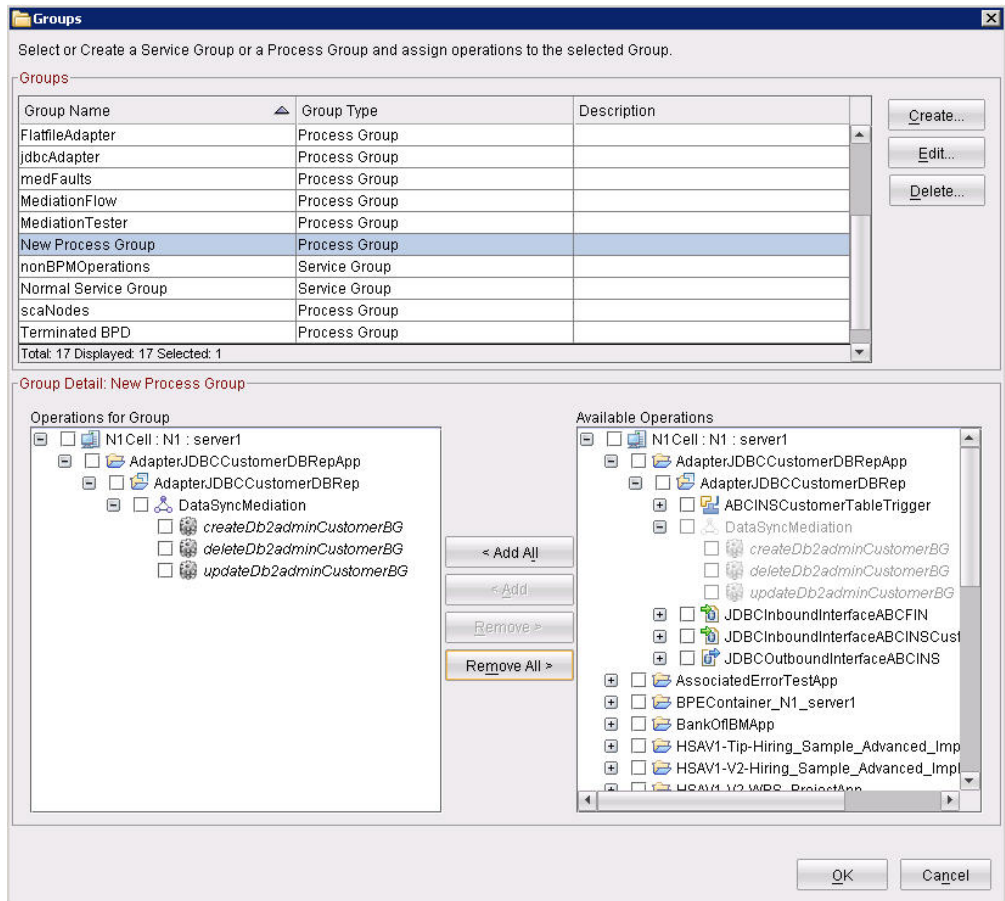 Groups
Select or Create a Service Group or a Process Group and assign operations to the selected Group.
Groups
Group Name Group Type Description
FlatfileAdapter Process Group
jdbcAdapter Process Group
medFaults Process Group
MediationFlow Process Group
MediationTester Process Group
New Process Group Process Group
nonBPMOperations Service Group
Normal Service Group Service Group
scaNodes Process Group
Terminated BPD Process Group
Total: 17 Displayed: 17 Selected: 1
Create...
Edit...
Delete...
Group Detail: New Process Group
Operations for Group
N1Cell : N1 : server1
AdapterJDBCCustomerDBRepApp
AdapterJDBCCustomerDBRep
DataSyncMediation
createDb2adminCustomerBG
deleteDb2adminCustomerBG
updateDb2adminCustomerBG
< Add All
< Add
Remove >
Remove All >
Available Operations
N1Cell : N1 : server1
AdapterJDBCCustomerDBRepApp
AdapterJDBCCustomerDBRep
ABCINSCustomerTableTrigger
DataSyncMediation
createDb2adminCustomerBG
deleteDb2adminCustomerBG
updateDb2adminCustomerBG
JDBCInboundInterfaceABCFIN
JDBCInboundInterfaceABCINSCust
JDBCOutboundInterfaceABCINS
AssociatedErrorTestApp
BPEContainer_N1_server1
BankOfIBMApp
HSAV1-Tip-Hiring_Sample_Advanced_Imp
HSAV1-V2-Hiring_Sample_Advanced_Impl
HSAV1-V2-WPS_ProjectApp
OK
Cancel